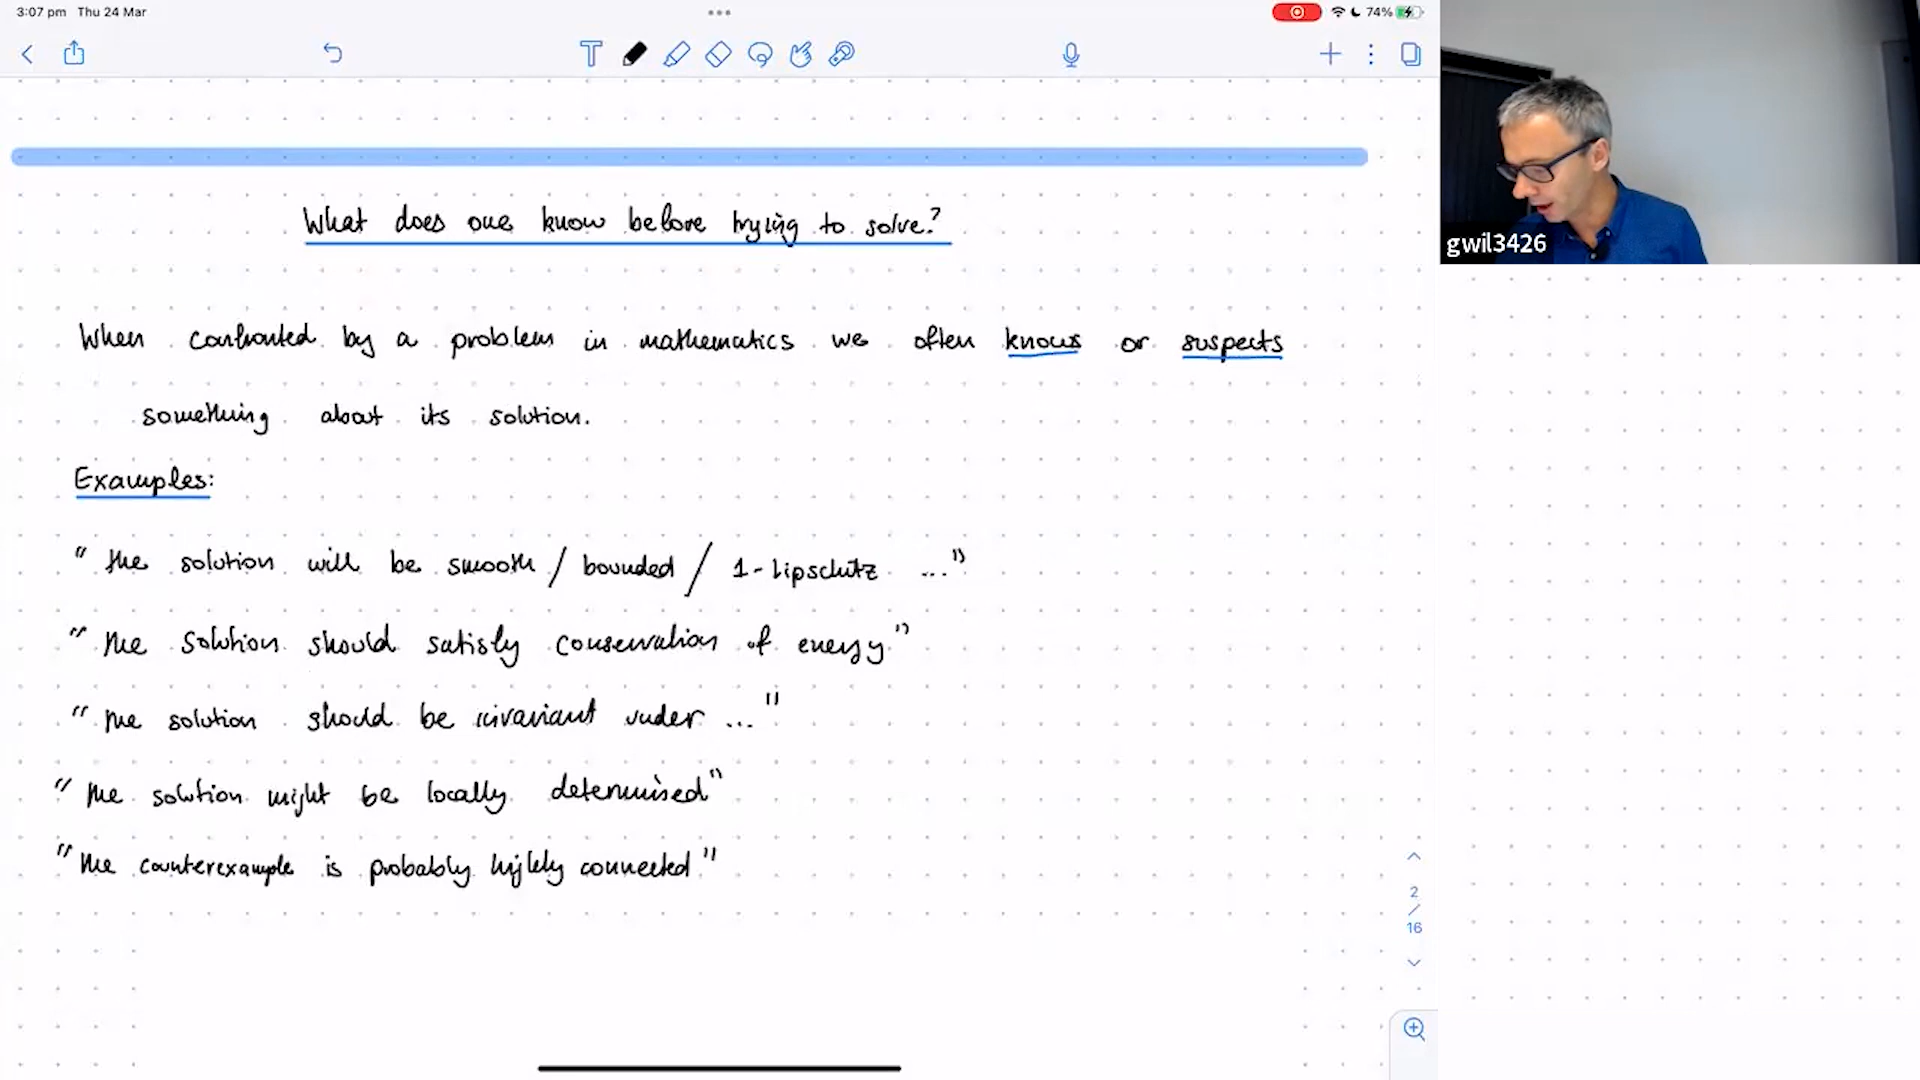 3:07 pm Thu 24 Mar
74%
gwil3426
What does one know before trying to solve?
When confronted by a problem in mathematics we often knows or suspects
something about its solution.
Examples:
"the solution will be smooth / bounded / 1-Lipschitz ..."
"the solution should satisfy conservation of energy"
"the solution should be invariant under ..."
"the solution might be locally determined"
"the counterexample is probably highly connected"
2
/
16